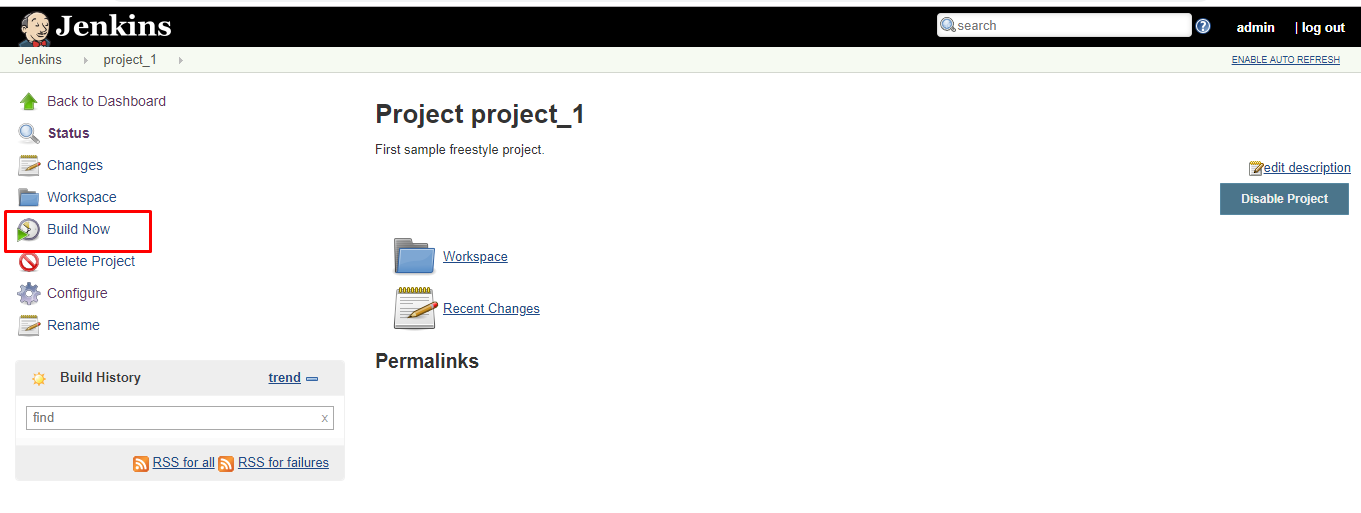 Jenkins
search
admin | log out
Jenkins project_1
ENABLE AUTO REFRESH
Back to Dashboard
Status
Changes
Workspace
Build Now
Delete Project
Configure
Rename
Build History trend
find x
RSS for all RSS for failures
Project project_1
First sample freestyle project.
edit description
Disable Project
Workspace
Recent Changes
Permalinks